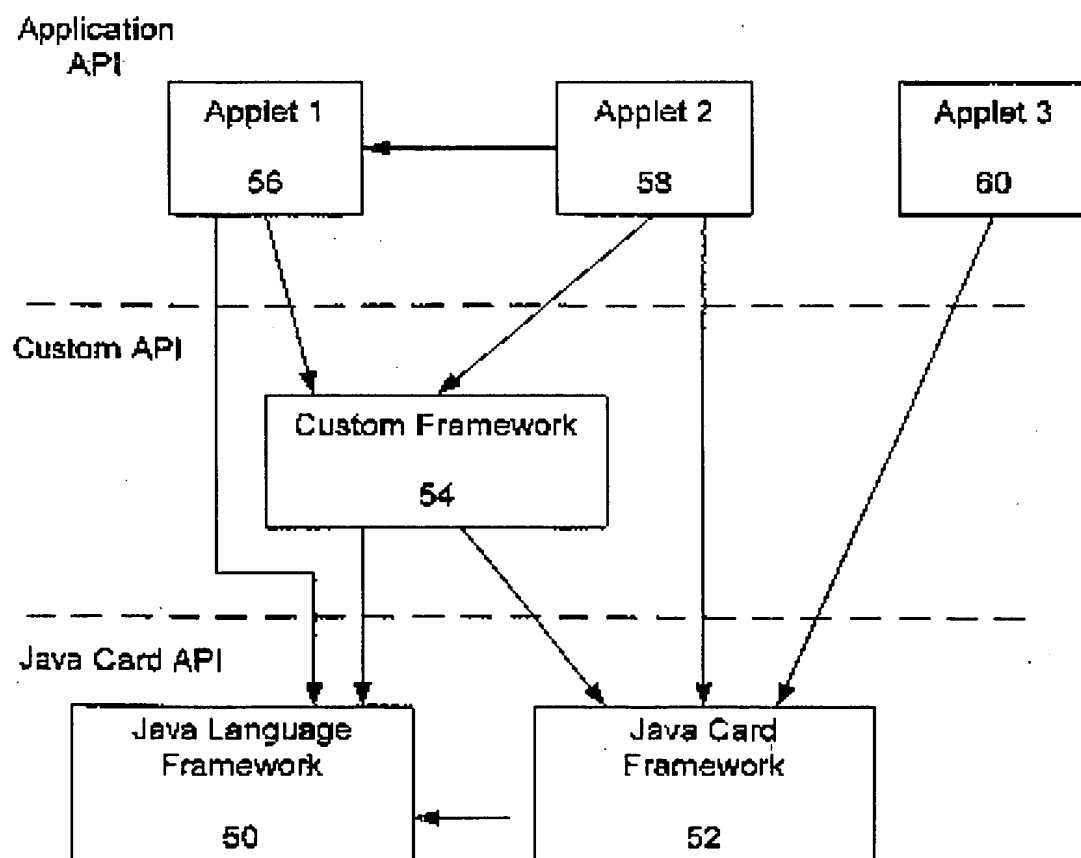 Application
API
Applet 1
56
Applet 2
58
Applet 3
60
Custom API
Custom Framework
54
Java Card API
Java Language
Framework
50
Java Card
Framework
52